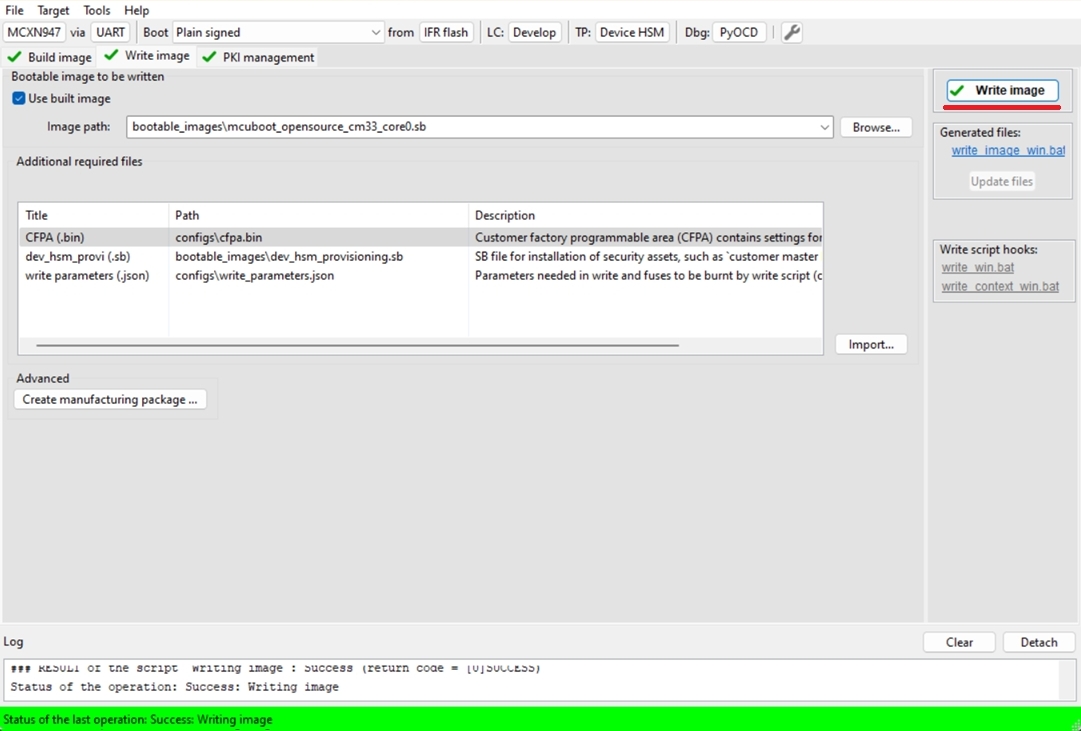 File Target Tools Help
MCXN947 via UART Boot Plain signed from IFR flash LC: Develop TP: Device HSM Dbg: PyOCD
Build image Write image PKI management
Bootable image to be written
Use built image
Image path: bootable_images\mcuboot_opensource_cm33_core0.sb Browse...
Additional required files
Title Path Description
CFPA (.bin) configs\cfpa.bin Customer factory programmable area (CFPA) contains settings for
dev_hsm_provi (.sb) bootable_images\dev_hsm_provisioning.sb SB file for installation of security assets, such as `customer master
write parameters (.json) configs\write_parameters.json Parameters needed in write and fuses to be burnt by write script (c
Import...
Advanced
Create manufacturing package ...
Write image
Generated files:
write_image_win.bat
Update files
Write script hooks:
write_win.bat
write_context_win.bat
Log
Clear Detach
### RESULT of the script Writing image : Success (return code = [0]SUCCESS)
Status of the operation: Success: Writing image
Status of the last operation: Success: Writing image